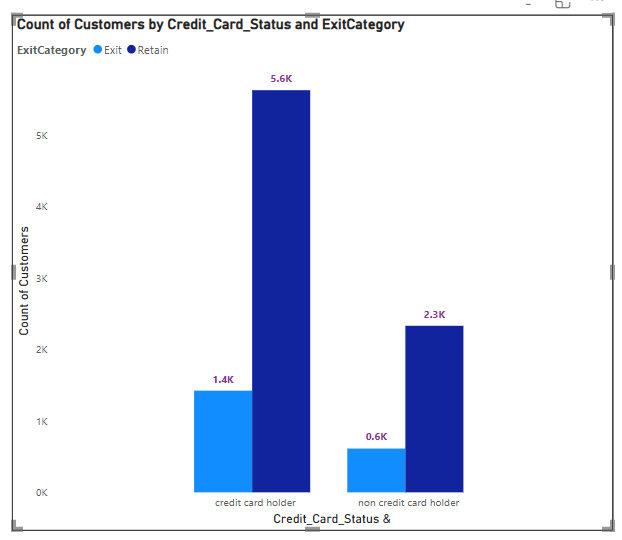 Count of Customers by Credit_Card_Status and ExitCategory
ExitCategory Exit Retain
5.6K
5K
4K
3K
2.3K
2K
1.4K
1K
0.6K
0K
Count of Customers
credit card holder non credit card holder
Credit_Card_Status &